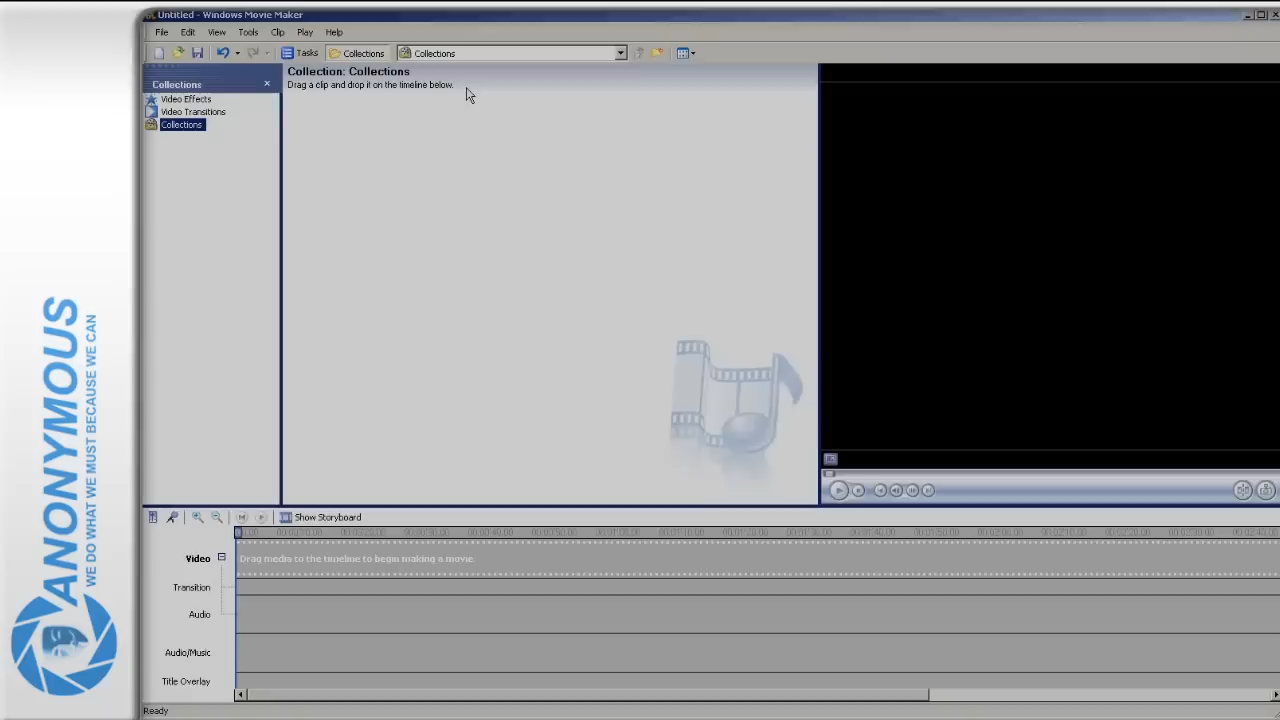 Untitled - Windows Movie Maker
File Edit View Tools Clip Play Help
Tasks Collections Collections
Collections
Video Effects
Video Transitions
Collections
Collection: Collections
Drag a clip and drop it on the timeline below.
Show Storyboard
Video
Drag media to the timeline to begin making a movie.
Transition
Audio
Audio/Music
Title Overlay
Ready
ANONYMOUS
WE DO WHAT WE MUST BECAUSE WE CAN